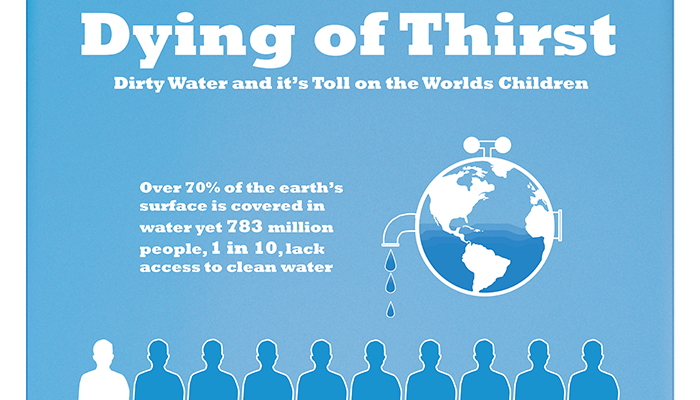 Dying of Thirst
Dirty Water and it's Toll on the Worlds Children
Over 70% of the earth's
surface is covered in
water yet 783 million
people, 1 in 10, lack
access to clean water